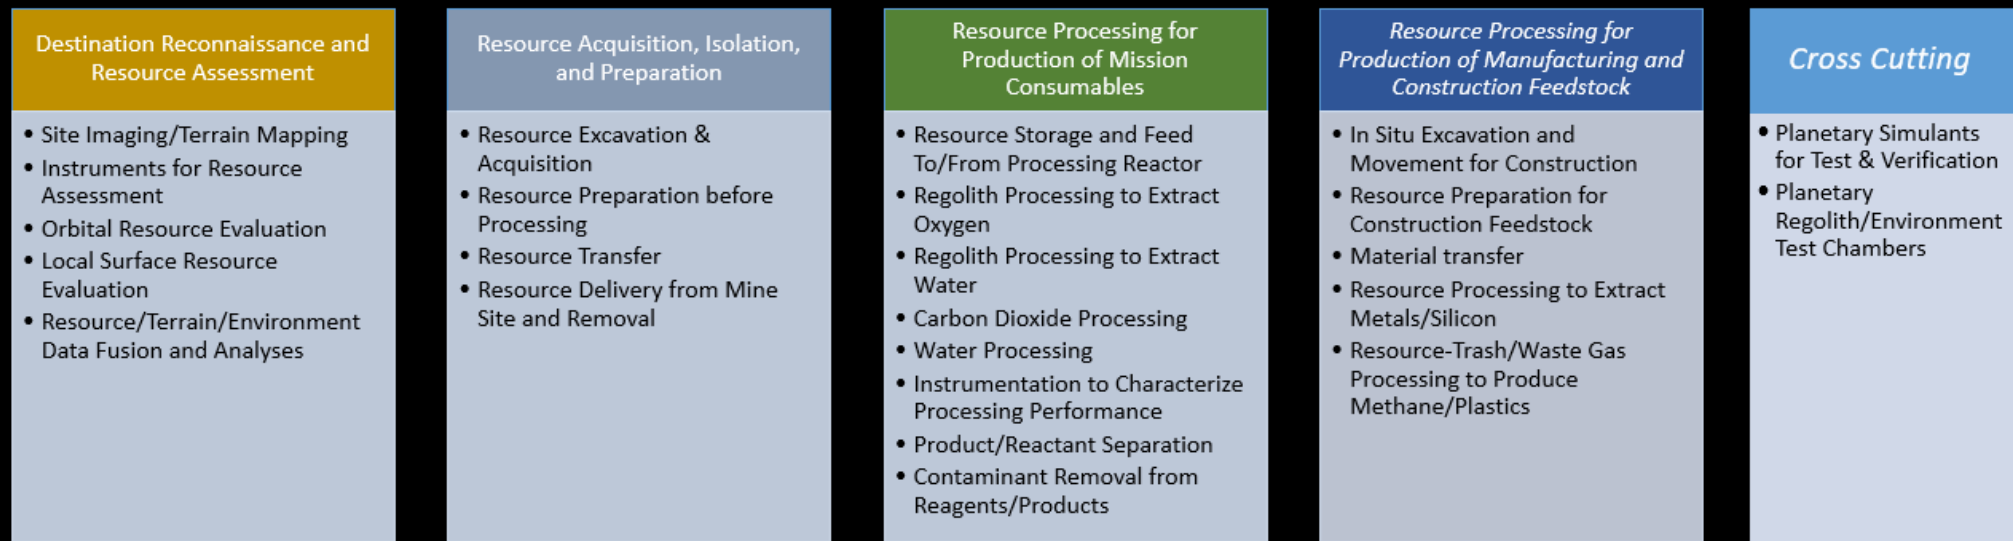 Destination Reconnaissance and
Resource Assessment
• Site Imaging/Terrain Mapping
• Instruments for Resource
Assessment
• Orbital Resource Evaluation
• Local Surface Resource
Evaluation
• Resource/Terrain/Environment
Data Fusion and Analyses
Resource Acquisition, Isolation,
and Preparation
• Resource Excavation &
Acquisition
• Resource Preparation before
Processing
• Resource Transfer
• Resource Delivery from Mine
Site and Removal
Resource Processing for
Production of Mission
Consumables
• Resource Storage and Feed
To/From Processing Reactor
• Regolith Processing to Extract
Oxygen
• Regolith Processing to Extract
Water
• Carbon Dioxide Processing
• Water Processing
• Instrumentation to Characterize
Processing Performance
• Product/Reactant Separation
• Contaminant Removal from
Reagents/Products
Resource Processing for
Production of Manufacturing and
Construction Feedstock
• In Situ Excavation and
Movement for Construction
• Resource Preparation for
Construction Feedstock
• Material transfer
• Resource Processing to Extract
Metals/Silicon
• Resource-Trash/Waste Gas
Processing to Produce
Methane/Plastics
Cross Cutting
• Planetary Simulants
for Test & Verification
• Planetary
Regolith/Environment
Test Chambers